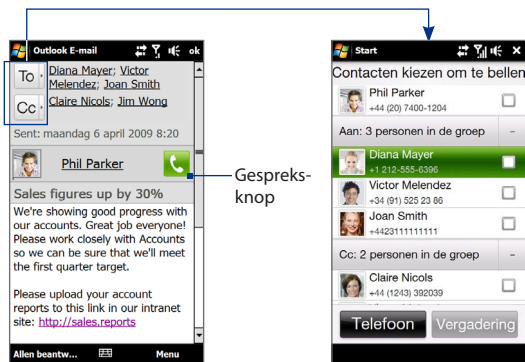 Outlook E-mail
ok
To
Diana Mayer; Victor
Melendez; Joan Smith
Cc
Claire Nicols; Jim Wong
Sent: maandag 6 april 2009 8:20
Phil Parker
Sales figures up by 30%
We're showing good progress with
our accounts. Great job everyone!
Please work closely with Accounts
so we can be sure that we'll meet
the first quarter target.
Please upload your account
reports to this link in our intranet
site: http://sales.reports
Allen beantw...
Menu
Gespreks-
knop
Start
Contacten kiezen om te bellen
Phil Parker
+44 (20) 7400-1204
Aan: 3 personen in de groep
Diana Mayer
+1 212-555-6396
Victor Melendez
+34 (91) 525 23 86
Joan Smith
+4423111111111
Cc: 2 personen in de groep
Claire Nicols
+44 (1243) 392039
Telefoon
Vergadering